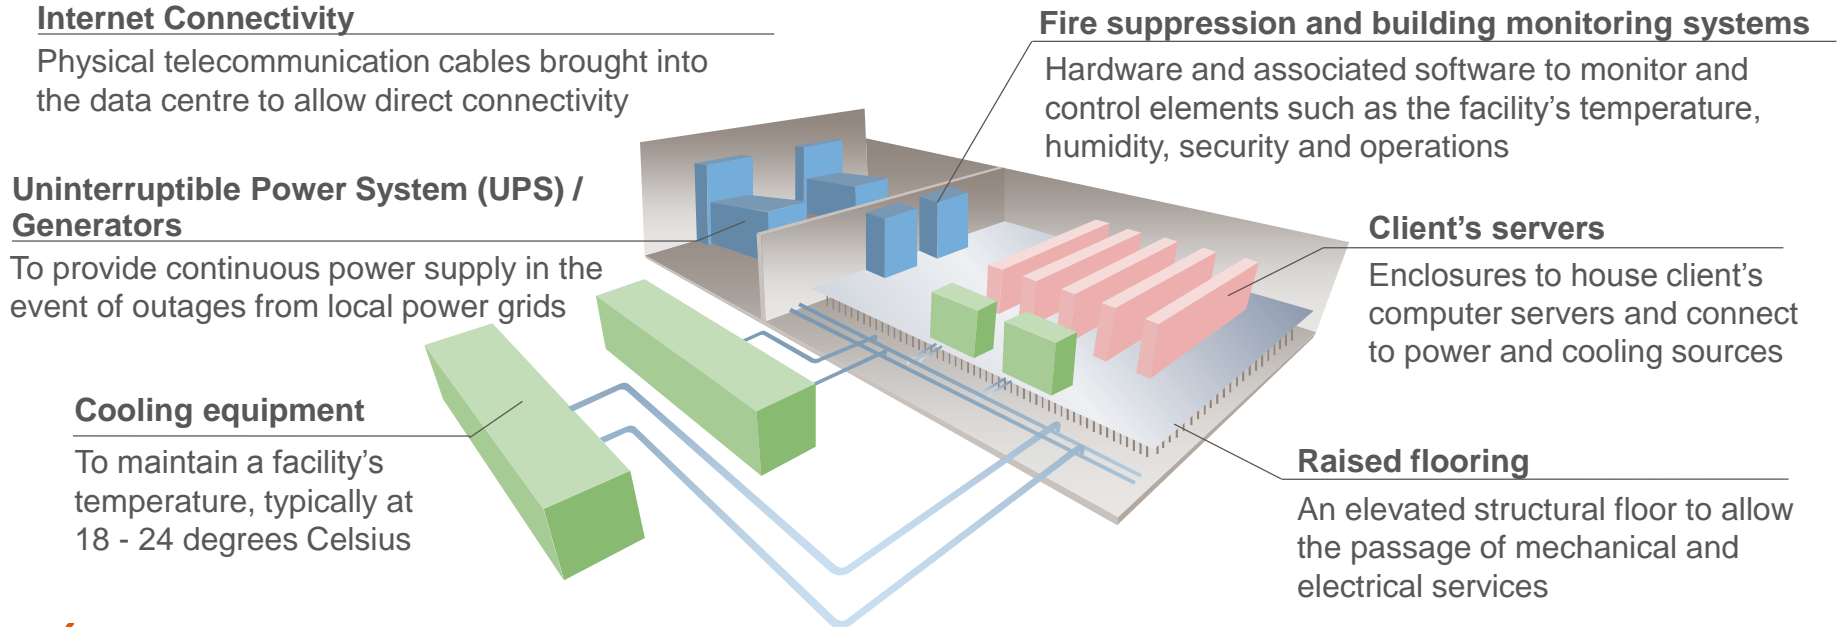 Internet Connectivity
Physical telecommunication cables brought into
the data centre to allow direct connectivity
Fire suppression and building monitoring systems
Hardware and associated software to monitor and
control elements such as the facility’s temperature,
humidity, security and operations
Uninterruptible Power System (UPS) /
Generators
To provide continuous power supply in the
event of outages from local power grids
Client’s servers
Enclosures to house client’s
computer servers and connect
to power and cooling sources
Cooling equipment
To maintain a facility’s
temperature, typically at
18 - 24 degrees Celsius
Raised flooring
An elevated structural floor to allow
the passage of mechanical and
electrical services